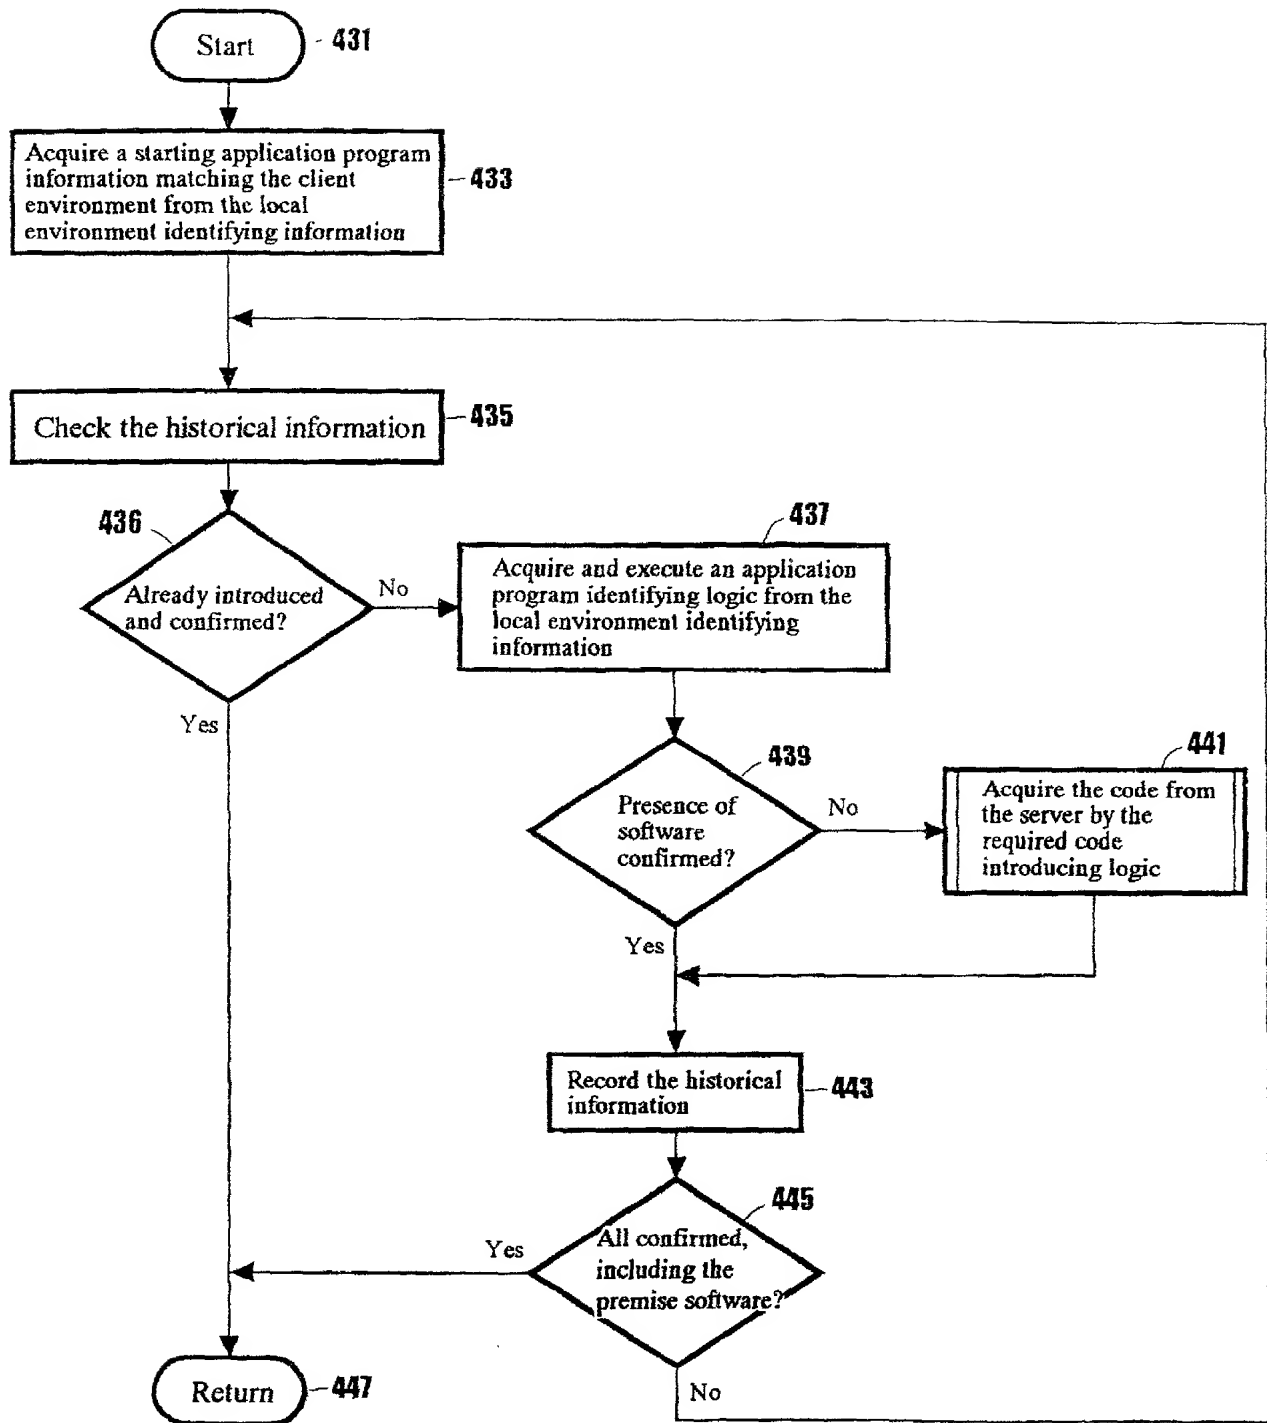 Start
431
Acquire a starting application program
information matching the client
environment from the local
environment identifying information
433
Check the historical information
435
436
Already introduced
and confirmed?
No
Yes
437
Acquire and execute an application
program identifying logic from the
local environment identifying
information
439
Presence of
software
confirmed?
No
Yes
441
Acquire the code from
the server by the
required code
introducing logic
Record the historical
information
443
445
All confirmed,
including the
premise software?
Yes
No
Return
447